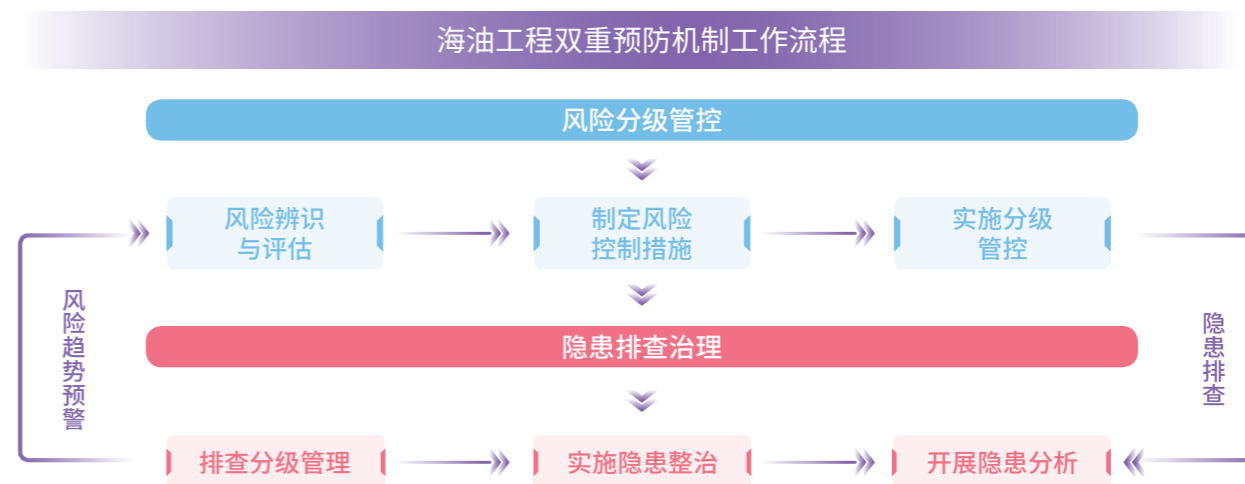 海油工程双重预防机制工作流程
风险分级管控
风险辨识
与评估
制定风险
控制措施
实施分级
管控
风险趋势预警
隐患排查
隐患排查治理
排查分级管理
实施隐患整治
开展隐患分析